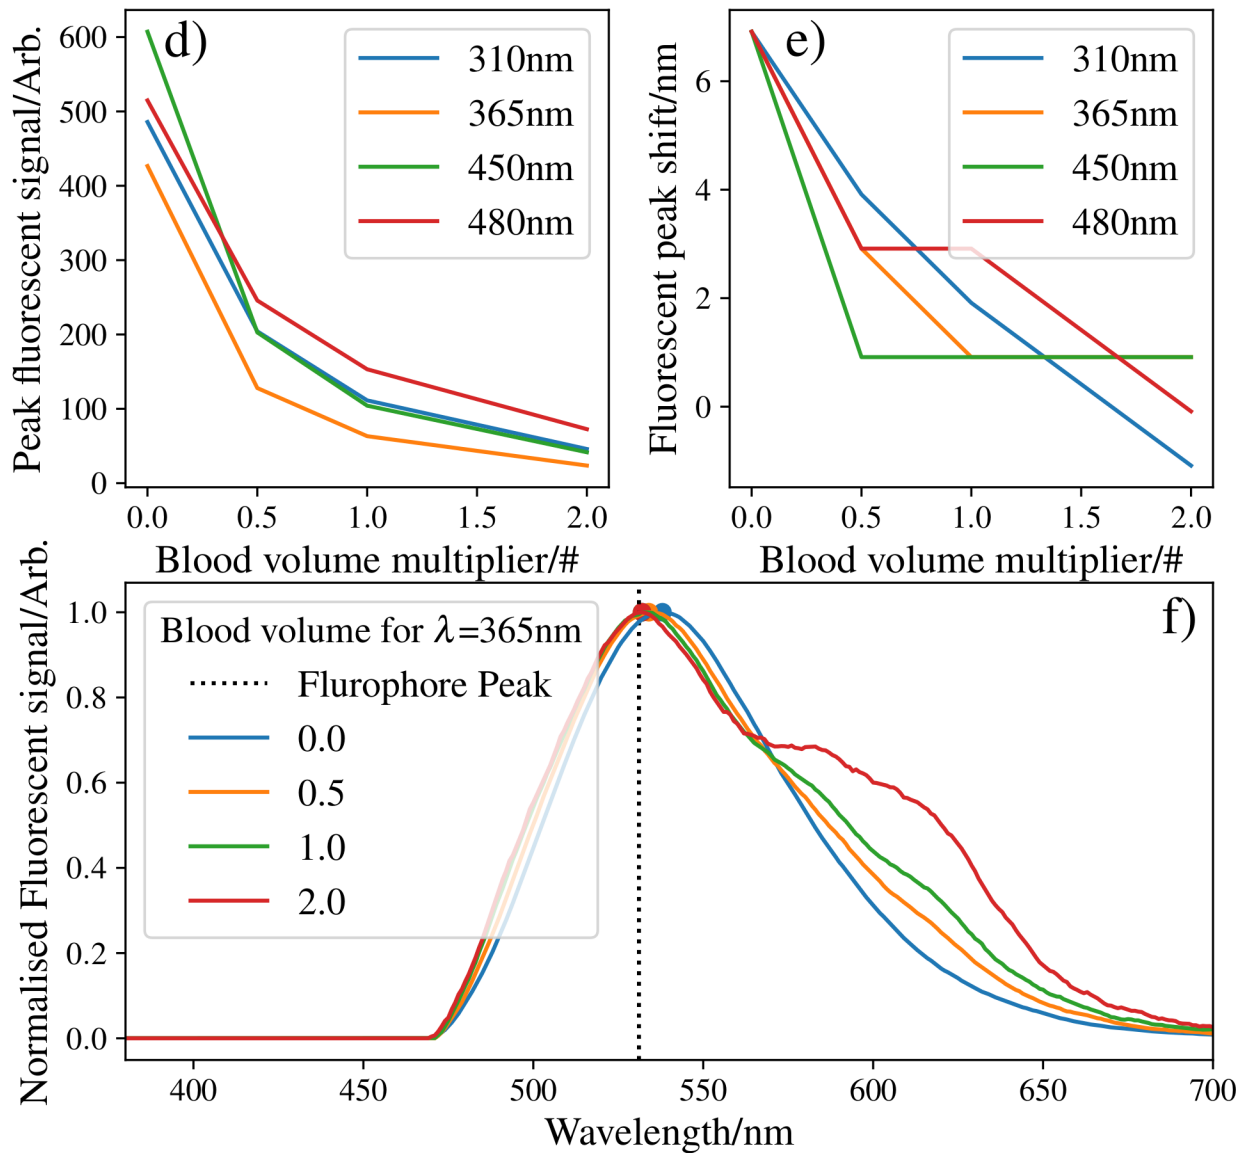 d)
310nm
365nm
450nm
480nm
Peak fluorescent signal/Arb.
600
500
400
300
200
100
0
0.0 0.5 1.0 1.5 2.0
Blood volume multiplier/#
e)
310nm
365nm
450nm
480nm
Fluorescent peak shift/nm
6
4
2
0
0.0 0.5 1.0 1.5 2.0
Blood volume multiplier/#
f)
Blood volume for λ=365nm
Flurophore Peak
0.0
0.5
1.0
2.0
Normalised Fluorescent signal/Arb.
1.0
0.8
0.6
0.4
0.2
0.0
400 450 500 550 600 650 700
Wavelength/nm